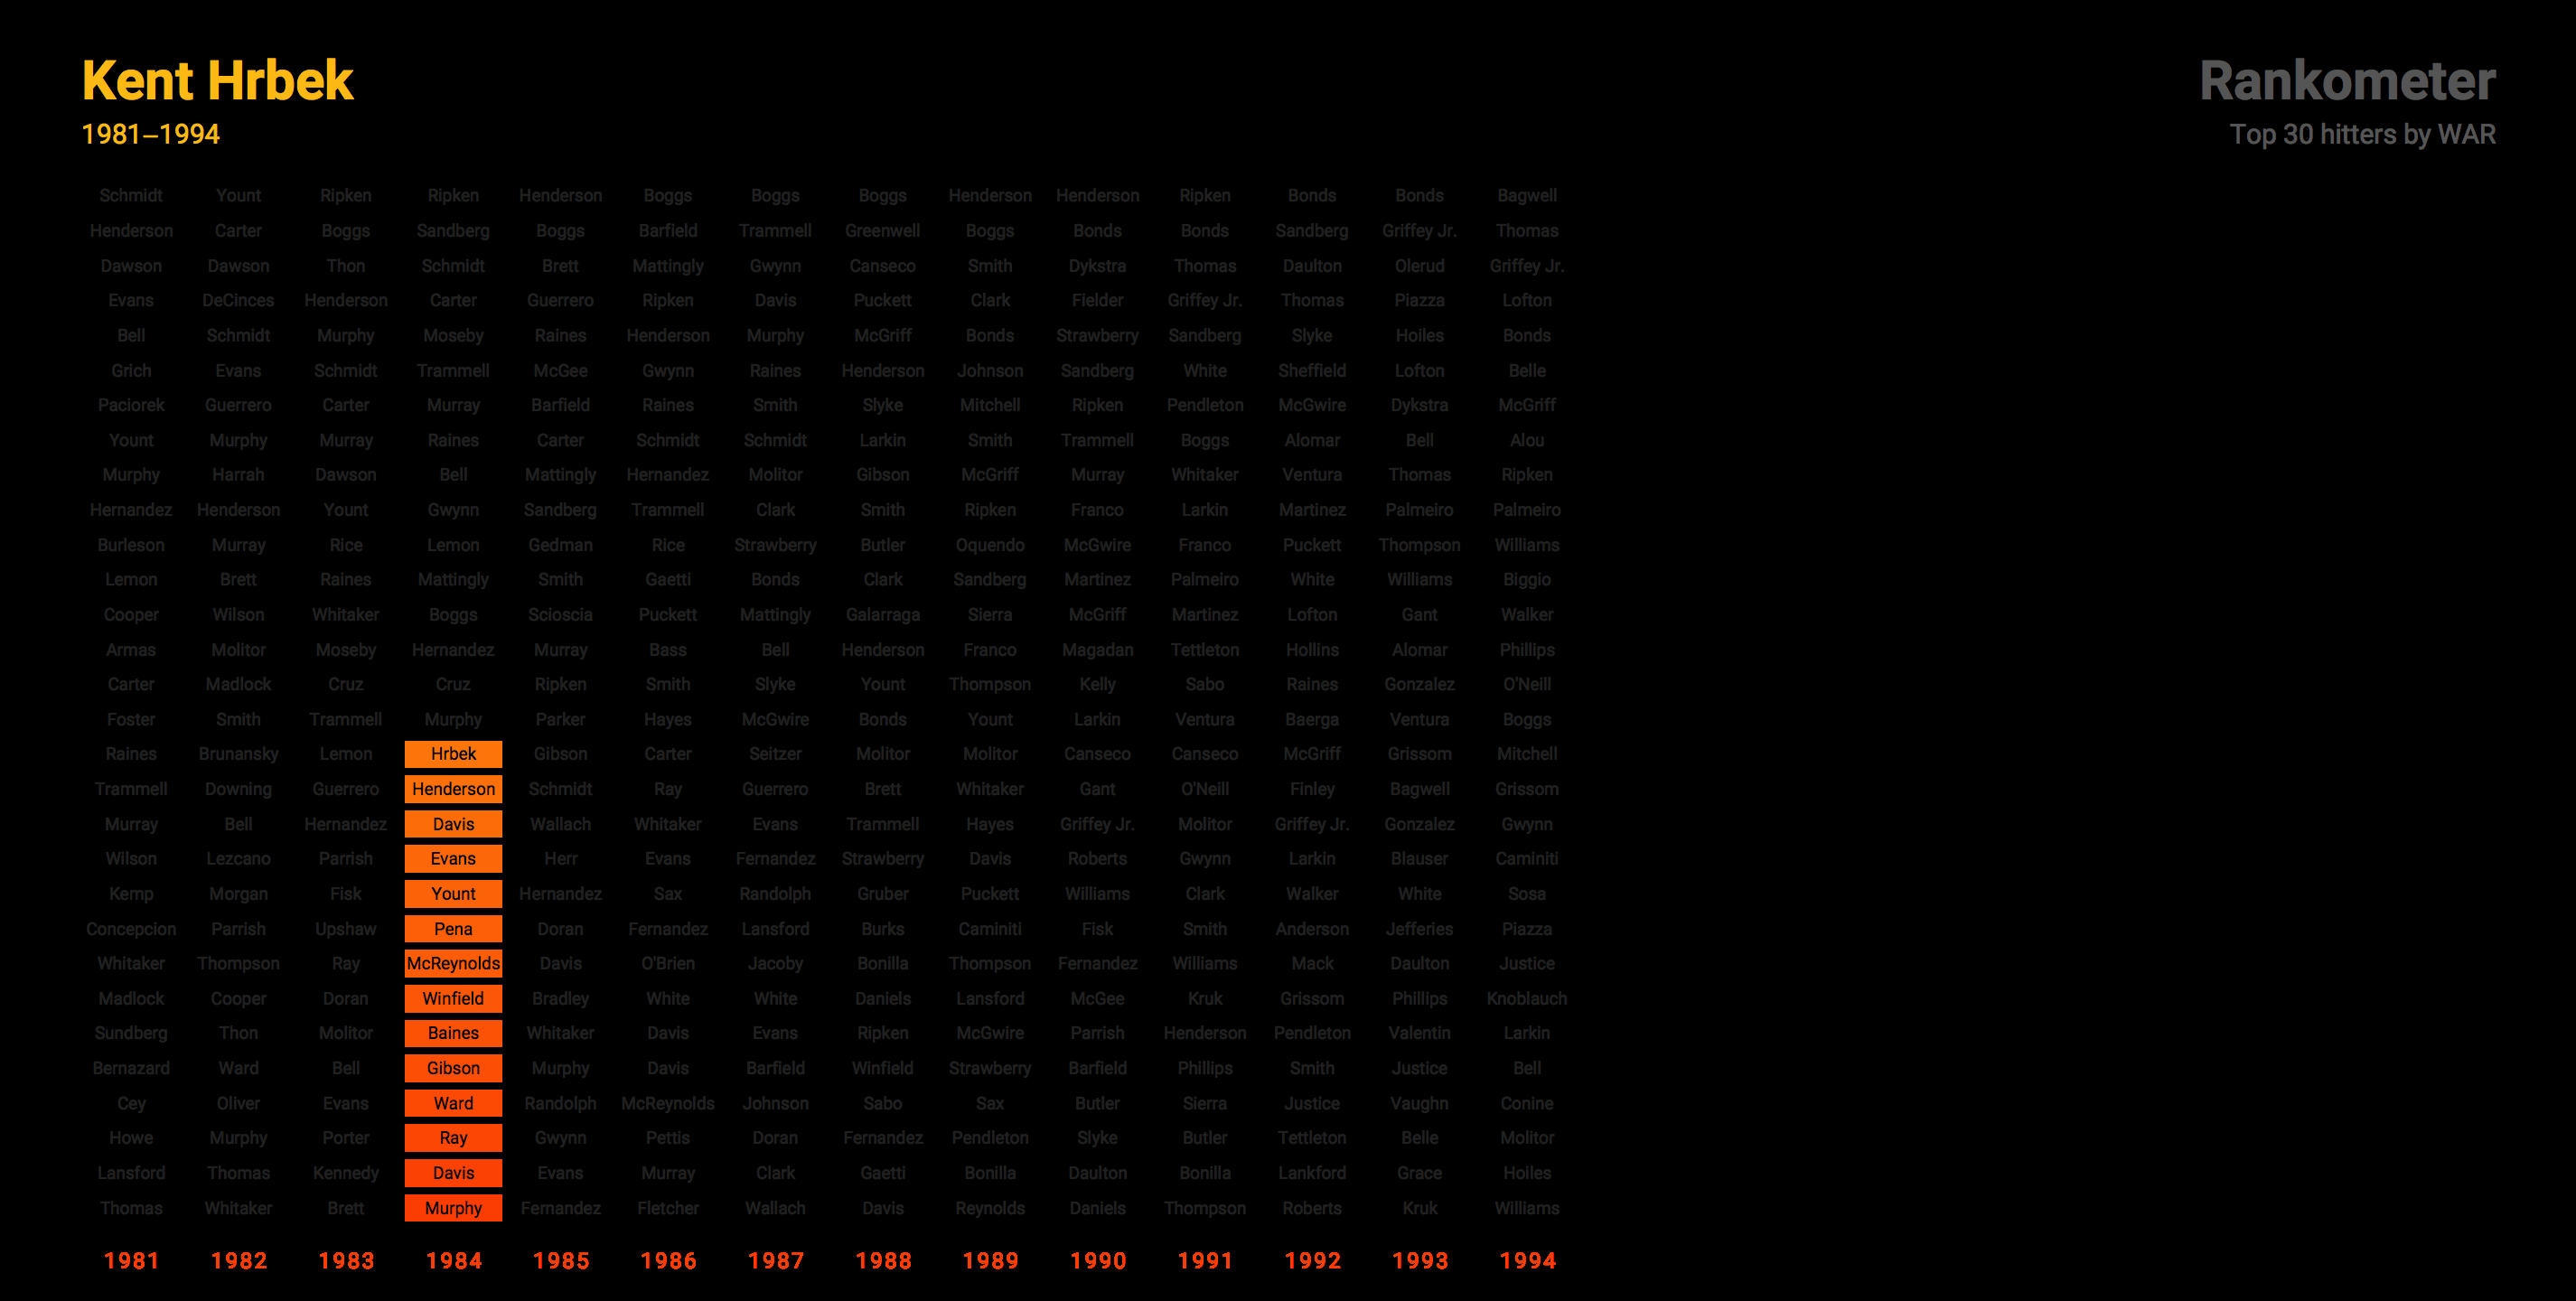 Kent Hrbek
1981–1994
Rankometer
Top 30 hitters by WAR
Schmidt Yount Ripken Ripken Henderson Boggs Boggs Boggs Henderson Henderson Ripken Bonds Bonds Bagwell
Henderson Carter Boggs Sandberg Boggs Barfield Trammell Greenwell Boggs Bonds Bonds Sandberg Griffey Jr. Thomas
Dawson Dawson Thon Schmidt Brett Mattingly Gwynn Canseco Smith Dykstra Thomas Daulton Olerud Griffey Jr.
Evans DeCinces Henderson Carter Guerrero Ripken Davis Puckett Clark Fielder Griffey Jr. Thomas Piazza Lofton
Bell Schmidt Murphy Moseby Raines Henderson Murphy McGriff Bonds Strawberry Sandberg Slyke Hoiles Bonds
Grich Evans Schmidt Trammell McGee Gwynn Raines Henderson Johnson Sandberg White Sheffield Lofton Belle
Paciorek Guerrero Carter Murray Barfield Raines Smith Slyke Mitchell Ripken Pendleton McGwire Dykstra McGriff
Yount Murphy Murray Raines Carter Schmidt Schmidt Larkin Smith Trammell Boggs Alomar Bell Alou
Murphy Harrah Dawson Bell Mattingly Hernandez Molitor Gibson McGriff Murray Whitaker Ventura Thomas Ripken
Hernandez Henderson Yount Gwynn Sandberg Trammell Clark Smith Ripken Franco Larkin Martinez Palmeiro Palmeiro
Burleson Murray Rice Lemon Gedman Rice Strawberry Butler Oquendo McGwire Franco Puckett Thompson Williams
Lemon Brett Raines Mattingly Smith Gaetti Bonds Clark Sandberg Martinez Palmeiro White Williams Biggio
Cooper Wilson Whitaker Boggs Scioscia Puckett Mattingly Galarraga Sierra McGriff Martinez Lofton Gant Walker
Armas Molitor Moseby Hernandez Murray Bass Bell Henderson Franco Magadan Tettleton Hollins Alomar Phillips
Carter Madlock Cruz Cruz Ripken Smith Slyke Yount Thompson Kelly Sabo Raines Gonzalez O'Neill
Foster Smith Trammell Murphy Parker Hayes McGwire Bonds Yount Larkin Ventura Baerga Ventura Boggs
Raines Brunansky Lemon Hrbek Gibson Carter Seitzer Molitor Molitor Canseco Canseco McGriff Grissom Mitchell
Trammell Downing Guerrero Henderson Schmidt Ray Guerrero Brett Whitaker Gant O'Neill Finley Bagwell Grissom
Murray Bell Hernandez Davis Wallach Whitaker Evans Trammell Hayes Griffey Jr. Molitor Griffey Jr. Gonzalez Gwynn
Wilson Lezcano Parrish Evans Herr Evans Fernandez Strawberry Davis Roberts Gwynn Larkin Blauser Caminiti
Kemp Morgan Fisk Yount Hernandez Sax Randolph Gruber Puckett Williams Clark Walker White Sosa
Concepcion Parrish Upshaw Pena Doran Fernandez Lansford Burks Caminiti Fisk Smith Anderson Jefferies Piazza
Whitaker Thompson Ray McReynolds Davis O'Brien Jacoby Bonilla Thompson Fernandez Williams Mack Daulton Justice
Madlock Cooper Doran Winfield Bradley White White Daniels Lansford McGee Kruk Grissom Phillips Knoblauch
Sundberg Thon Molitor Baines Whitaker Davis Evans Ripken McGwire Parrish Henderson Pendleton Valentin Larkin
Bernazard Ward Bell Gibson Murphy Davis Barfield Winfield Strawberry Barfield Phillips Smith Justice Bell
Cey Oliver Evans Ward Randolph McReynolds Johnson Sabo Sax Butler Sierra Justice Vaughn Conine
Howe Murphy Porter Ray Gwynn Pettis Doran Fernandez Pendleton Slyke Butler Tettleton Belle Molitor
Lansford Thomas Kennedy Davis Evans Murray Clark Gaetti Bonilla Daulton Bonilla Lankford Grace Hoiles
Thomas Whitaker Brett Murphy Fernandez Fletcher Wallach Davis Reynolds Daniels Thompson Roberts Kruk Williams
1981 1982 1983 1984 1985 1986 1987 1988 1989 1990 1991 1992 1993 1994